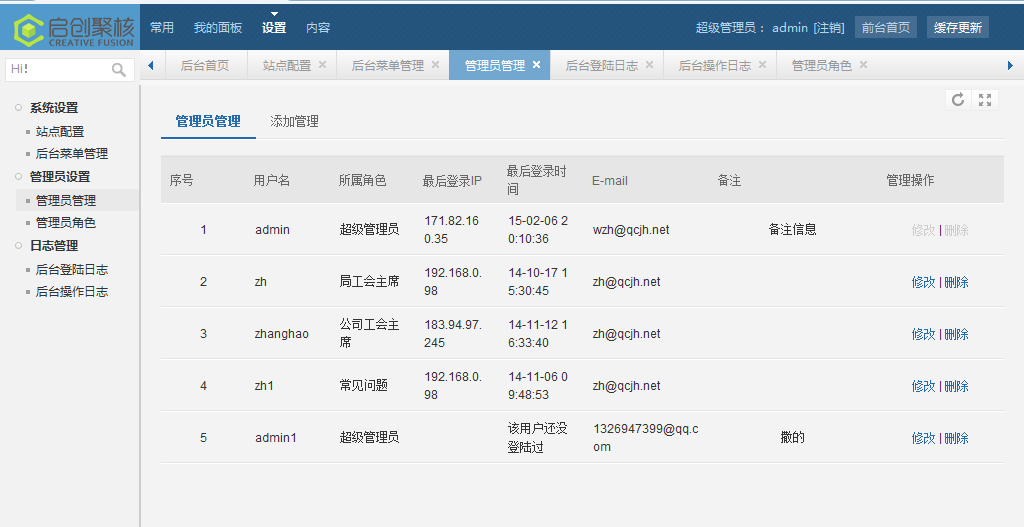 启创聚核
CREATIVE FUSION
常用 我的面板 设置 内容
超级管理员： admin [注销] 前台首页 缓存更新
Hi!
后台首页 站点配置 后台菜单管理 管理员管理 后台登陆日志 后台操作日志 管理员角色
系统设置
站点配置
后台菜单管理
管理员设置
管理员管理
管理员角色
日志管理
后台登陆日志
后台操作日志
管理员管理 添加管理
序号 用户名 所属角色 最后登录IP 最后登录时
间 E-mail 备注 管理操作
1 admin 超级管理员 171.82.16
0.35 15-02-06 2
0:10:36 wzh@qcjh.net 备注信息 修改 | 删除
2 zh 局工会主席 192.168.0.
98 14-10-17 1
5:30:45 zh@qcjh.net 修改 | 删除
3 zhanghao 公司工会主
席 183.94.97.
245 14-11-12 1
6:33:40 zh@qcjh.net 修改 | 删除
4 zh1 常见问题 192.168.0.
98 14-11-06 0
9:48:53 zh@qcjh.net 修改 | 删除
5 admin1 超级管理员 该用户还没
登陆过 1326947399@qq.c
om 撒的 修改 | 删除